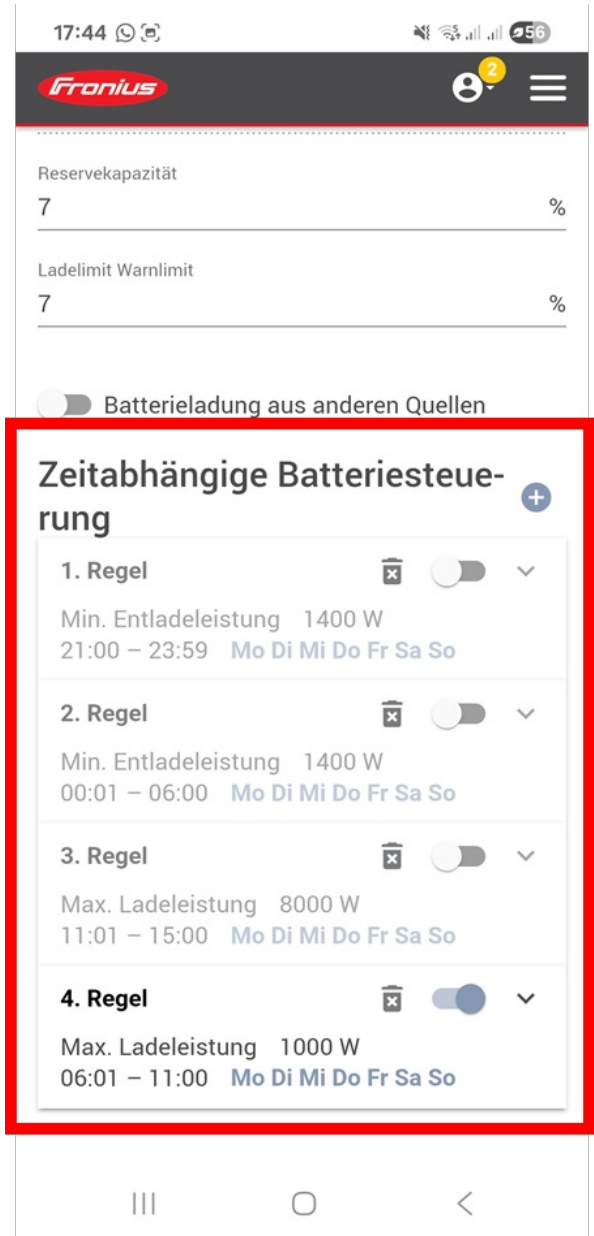 17:44
56
Fronius
2
Reservekapazität
7 %
Ladelimit Warnlimit
7 %
Batterieladung aus anderen Quellen
Zeitabhängige Batteriesteue-
rung
1. Regel
Min. Entladeleistung 1400 W
21:00 – 23:59 Mo Di Mi Do Fr Sa So
2. Regel
Min. Entladeleistung 1400 W
00:01 – 06:00 Mo Di Mi Do Fr Sa So
3. Regel
Max. Ladeleistung 8000 W
11:01 – 15:00 Mo Di Mi Do Fr Sa So
4. Regel
Max. Ladeleistung 1000 W
06:01 – 11:00 Mo Di Mi Do Fr Sa So